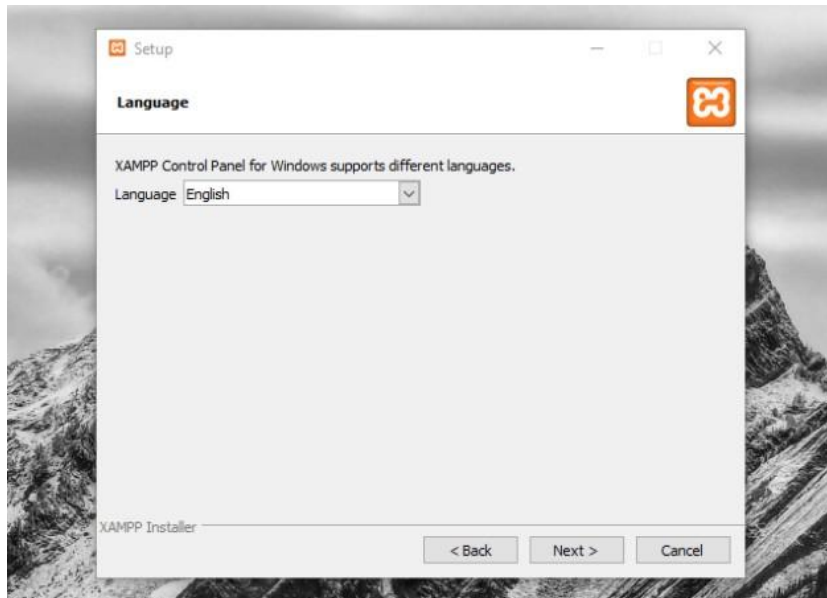 Setup
Language
XAMPP Control Panel for Windows supports different languages.
Language English
XAMPP Installer
< Back Next > Cancel